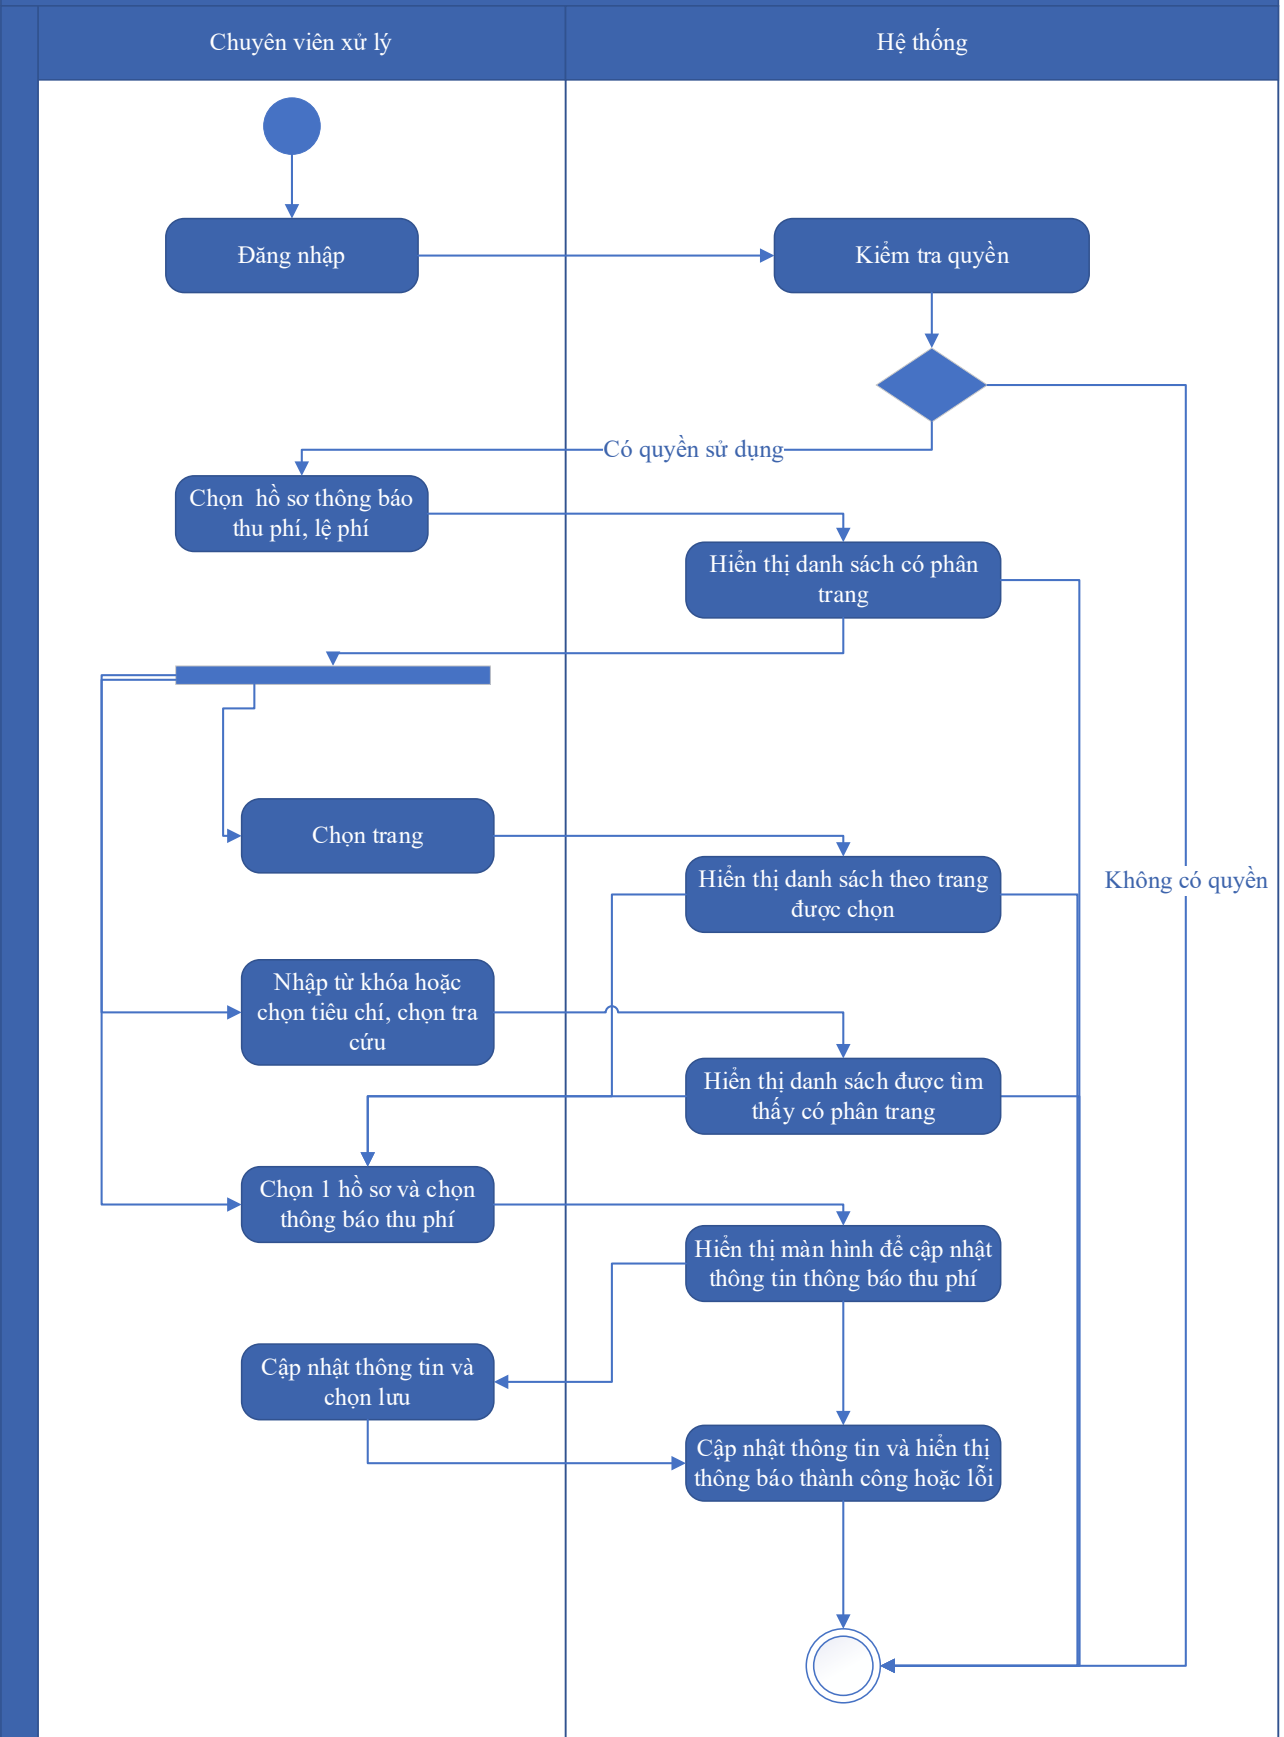 Chuyên viên xử lý
Hệ thống
Đăng nhập
Kiểm tra quyền
Có quyền sử dụng
Chọn  hồ sơ thông báo
thu phí, lệ phí
Hiển thị danh sách có phân
trang
Chọn trang
Hiển thị danh sách theo trang
được chọn
Không có quyền
Nhập từ khóa hoặc
chọn tiêu chí, chọn tra
cứu
Hiển thị danh sách được tìm
thấy có phân trang
Chọn 1 hồ sơ và chọn
thông báo thu phí
Hiển thị màn hình để cập nhật
thông tin thông báo thu phí
Cập nhật thông tin và
chọn lưu
Cập nhật thông tin và hiển thị
thông báo thành công hoặc lỗi